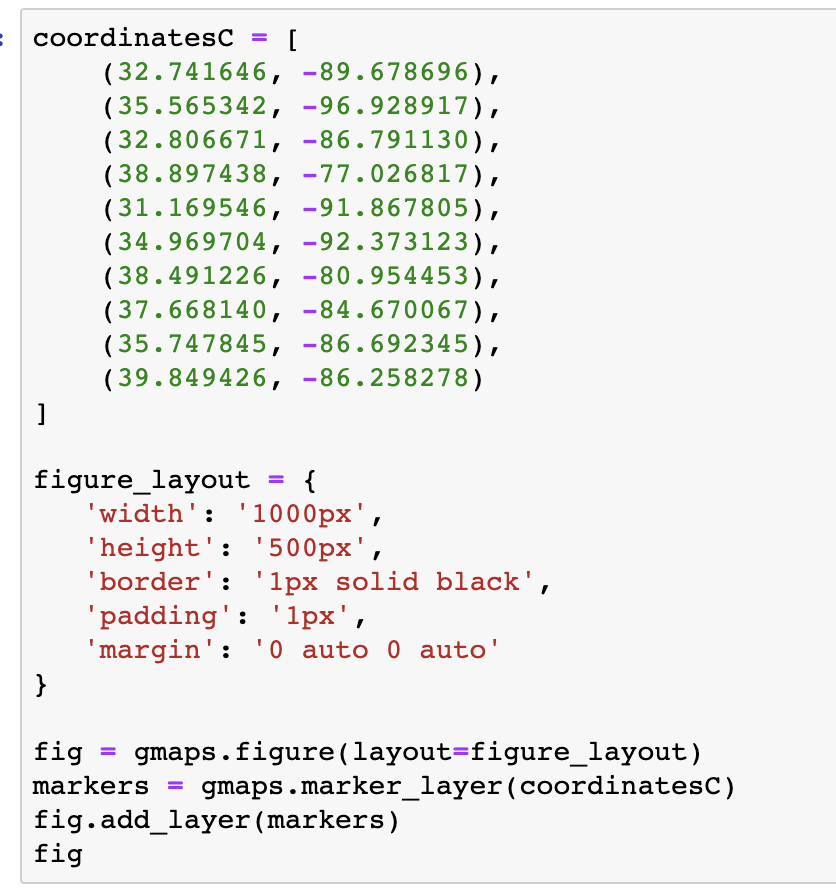 coordinatesC = [
    (32.741646, -89.678696),
    (35.565342, -96.928917),
    (32.806671, -86.791130),
    (38.897438, -77.026817),
    (31.169546, -91.867805),
    (34.969704, -92.373123),
    (38.491226, -80.954453),
    (37.668140, -84.670067),
    (35.747845, -86.692345),
    (39.849426, -86.258278)
]

figure_layout = {
   'width': '1000px',
   'height': '500px',
   'border': '1px solid black',
   'padding': '1px',
   'margin': '0 auto 0 auto'
}

fig = gmaps.figure(layout=figure_layout)
markers = gmaps.marker_layer(coordinatesC)
fig.add_layer(markers)
fig